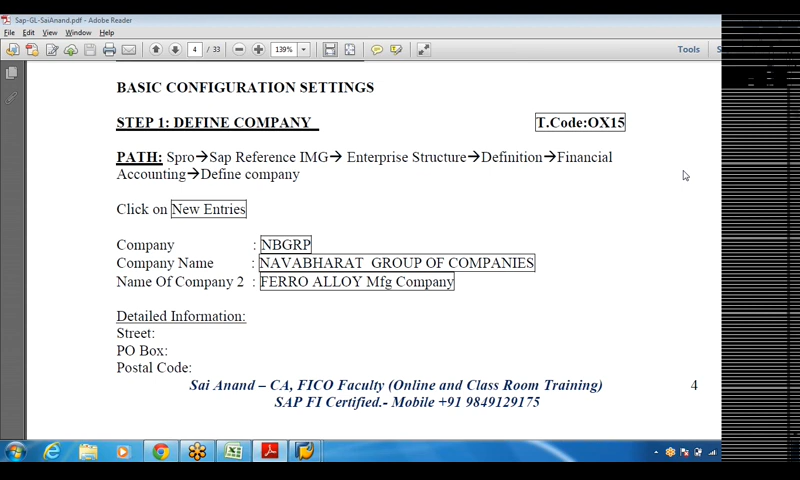 Sap-GL-SaiAnand.pdf - Adobe Reader
File Edit View Window Help
4 / 33 139% Tools
BASIC CONFIGURATION SETTINGS
STEP 1: DEFINE COMPANY T.Code:OX15
PATH: Spro→Sap Reference IMG→ Enterprise Structure→Definition→Financial
Accounting→Define company
Click on New Entries
Company : NBGRP
Company Name : NAVABHARAT GROUP OF COMPANIES
Name Of Company 2 : FERRO ALLOY Mfg Company
Detailed Information:
Street:
PO Box:
Postal Code:
Sai Anand – CA, FICO Faculty (Online and Class Room Training) 4
SAP FI Certified.- Mobile +91 9849129175